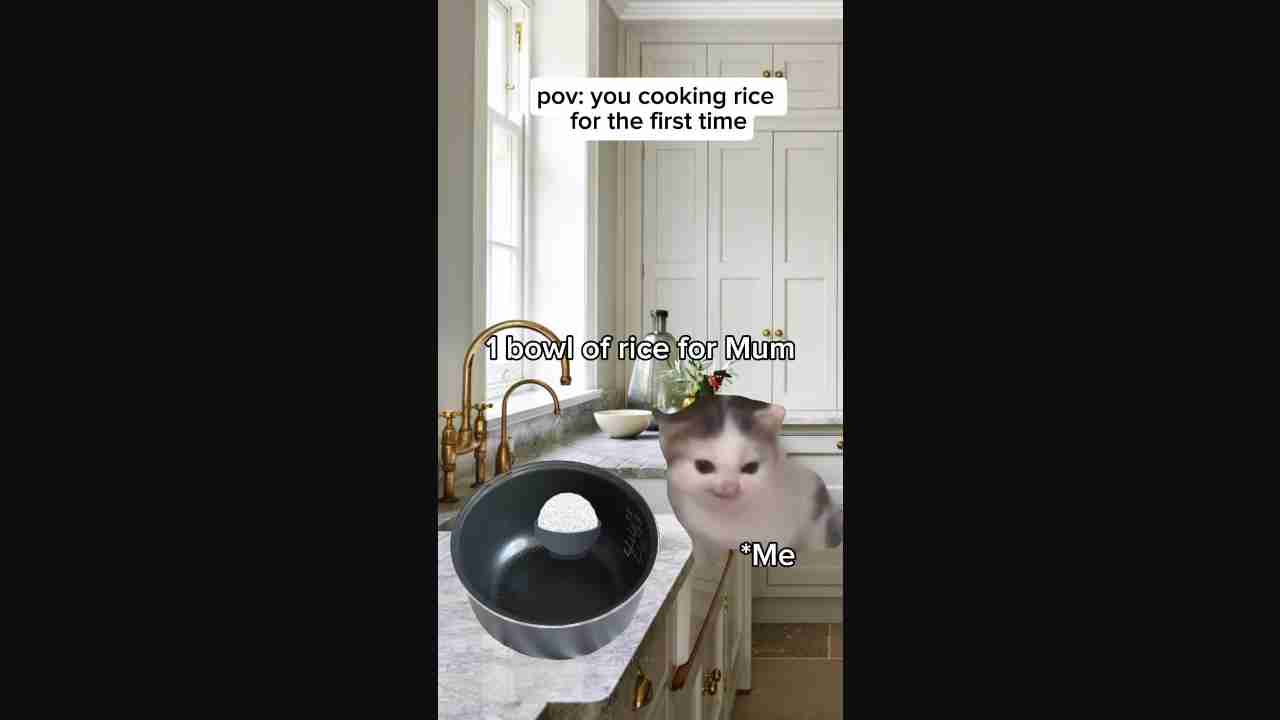 pov: you cooking rice
for the first time
1 bowl of rice for Mum
*Me